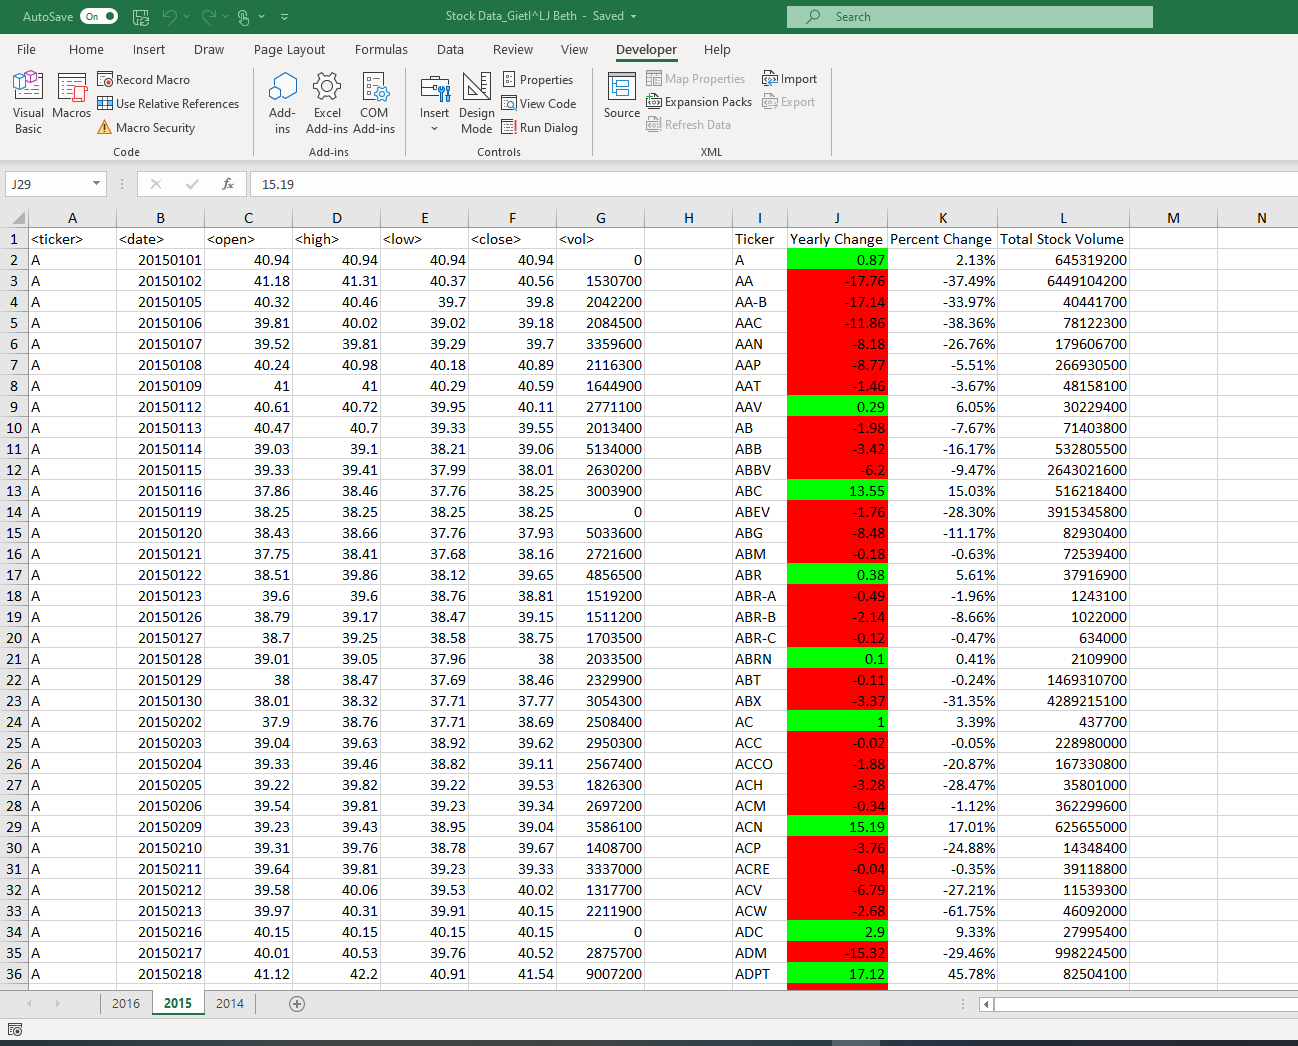 AutoSave On Stock Data_Gietl^LJ Beth - Saved Search
File Home Insert Draw Page Layout Formulas Data Review View Developer Help
Visual Basic
Macros
Record Macro
Use Relative References
Macro Security
Code
Add-ins
Excel Add-ins
COM Add-ins
Add-ins
Insert
Design Mode
Properties
View Code
Run Dialog
Controls
Source
Map Properties
Expansion Packs
Refresh Data
Import
Export
XML
J29 fx 15.19
A B C D E F G H I J K L M N
1 <ticker> <date> <open> <high> <low> <close> <vol> Ticker Yearly Change Percent Change Total Stock Volume
2 A 20150101 40.94 40.94 40.94 40.94 0 A 0.87 2.13% 645319200
3 A 20150102 41.18 41.31 40.37 40.56 1530700 AA -17.76 -37.49% 6449104200
4 A 20150105 40.32 40.46 39.7 39.8 2042200 AA-B -17.14 -33.97% 40441700
5 A 20150106 39.81 40.02 39.02 39.18 2084500 AAC -11.86 -38.36% 78122300
6 A 20150107 39.52 39.81 39.29 39.7 3359600 AAN -8.18 -26.76% 179606700
7 A 20150108 40.24 40.98 40.18 40.89 2116300 AAP -8.77 -5.51% 266930500
8 A 20150109 41 41 40.29 40.59 1644900 AAT -1.46 -3.67% 48158100
9 A 20150112 40.61 40.72 39.95 40.11 2771100 AAV 0.29 6.05% 30229400
10 A 20150113 40.47 40.7 39.33 39.55 2013400 AB -1.98 -7.67% 71403800
11 A 20150114 39.03 39.1 38.21 39.06 5134000 ABB -3.42 -16.17% 532805500
12 A 20150115 39.33 39.41 37.99 38.01 2630200 ABBV -6.2 -9.47% 2643021600
13 A 20150116 37.86 38.46 37.76 38.25 3003900 ABC 13.55 15.03% 516218400
14 A 20150119 38.25 38.25 38.25 38.25 0 ABEV -1.76 -28.30% 3915345800
15 A 20150120 38.43 38.66 37.76 37.93 5033600 ABG -8.48 -11.17% 82930400
16 A 20150121 37.75 38.41 37.68 38.16 2721600 ABM -0.18 -0.63% 72539400
17 A 20150122 38.51 39.86 38.12 39.65 4856500 ABR 0.38 5.61% 37916900
18 A 20150123 39.6 39.6 38.76 38.81 1519200 ABR-A -0.49 -1.96% 1243100
19 A 20150126 38.79 39.17 38.47 39.15 1511200 ABR-B -2.14 -8.66% 1022000
20 A 20150127 38.7 39.25 38.58 38.75 1703500 ABR-C -0.12 -0.47% 634000
21 A 20150128 39.01 39.05 37.96 38 2033500 ABRN 0.1 0.41% 2109900
22 A 20150129 38 38.47 37.69 38.46 2329900 ABT -0.11 -0.24% 1469310700
23 A 20150130 38.01 38.32 37.71 37.77 3054300 ABX -3.37 -31.35% 4289215100
24 A 20150202 37.9 38.76 37.71 38.69 2508400 AC 1 3.39% 437700
25 A 20150203 39.04 39.63 38.92 39.62 2950300 ACC -0.02 -0.05% 228980000
26 A 20150204 39.33 39.46 38.82 39.11 2567400 ACCO -1.88 -20.87% 167330800
27 A 20150205 39.22 39.82 39.22 39.53 1826300 ACH -3.28 -28.47% 35801000
28 A 20150206 39.54 39.81 39.23 39.34 2697200 ACM -0.34 -1.12% 362299600
29 A 20150209 39.23 39.43 38.95 39.04 3586100 ACN 15.19 17.01% 625655000
30 A 20150210 39.31 39.76 38.78 39.67 1408700 ACP -3.76 -24.88% 14348400
31 A 20150211 39.64 39.81 39.23 39.33 3337000 ACRE -0.04 -0.35% 39118800
32 A 20150212 39.58 40.06 39.53 40.02 1317700 ACV -6.79 -27.21% 11539300
33 A 20150213 39.97 40.31 39.91 40.15 2211900 ACW -2.68 -61.75% 46092000
34 A 20150216 40.15 40.15 40.15 40.15 0 ADC 2.9 9.33% 27995400
35 A 20150217 40.01 40.53 39.76 40.52 2875700 ADM -15.32 -29.46% 998224500
36 A 20150218 41.12 42.2 40.91 41.54 9007200 ADPT 17.12 45.78% 82504100
2016 2015 2014